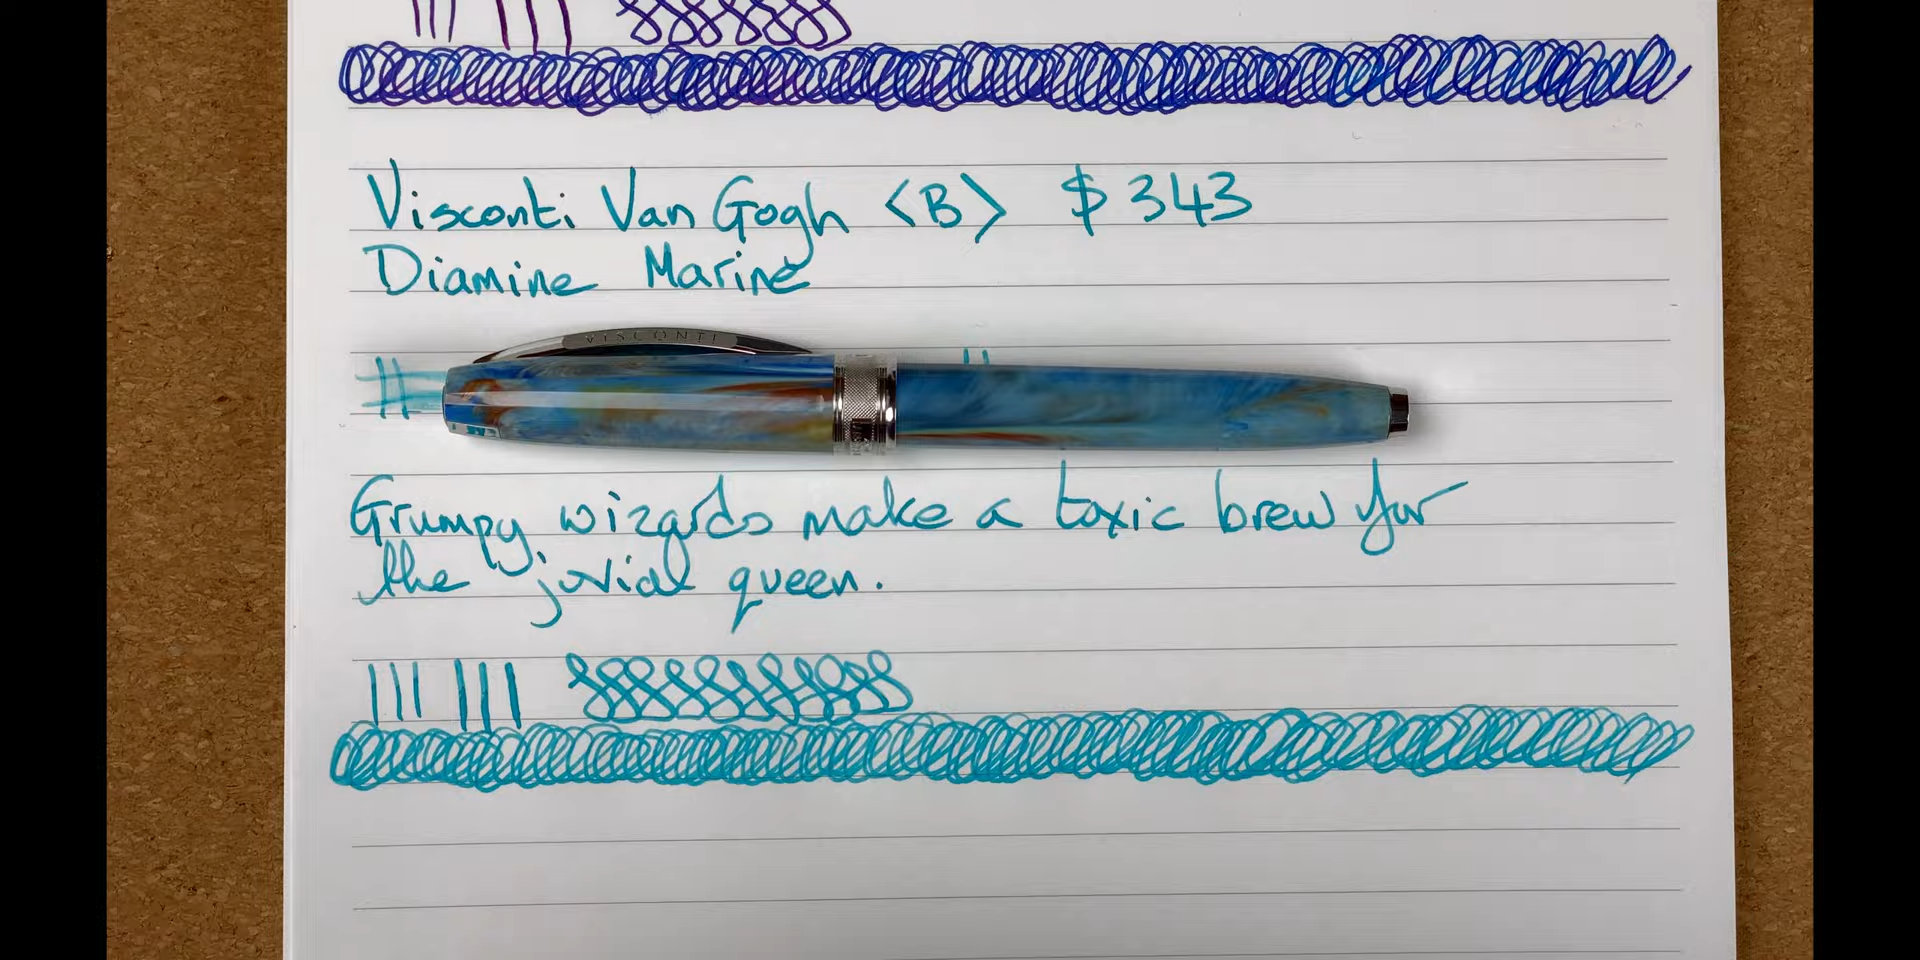 Visconti Van Gogh <B> $343
Diamine Marine
VISCONTI
Grumpy wizards make a toxic brew for
the jovial queen.